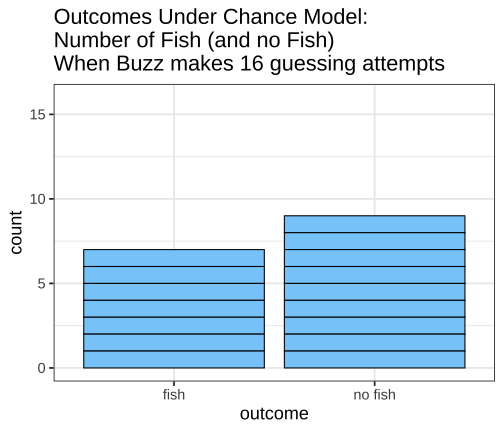 Outcomes Under Chance Model:
Number of Fish (and no Fish)
When Buzz makes 16 guessing attempts
15
10
5
0
count
fish no fish
outcome